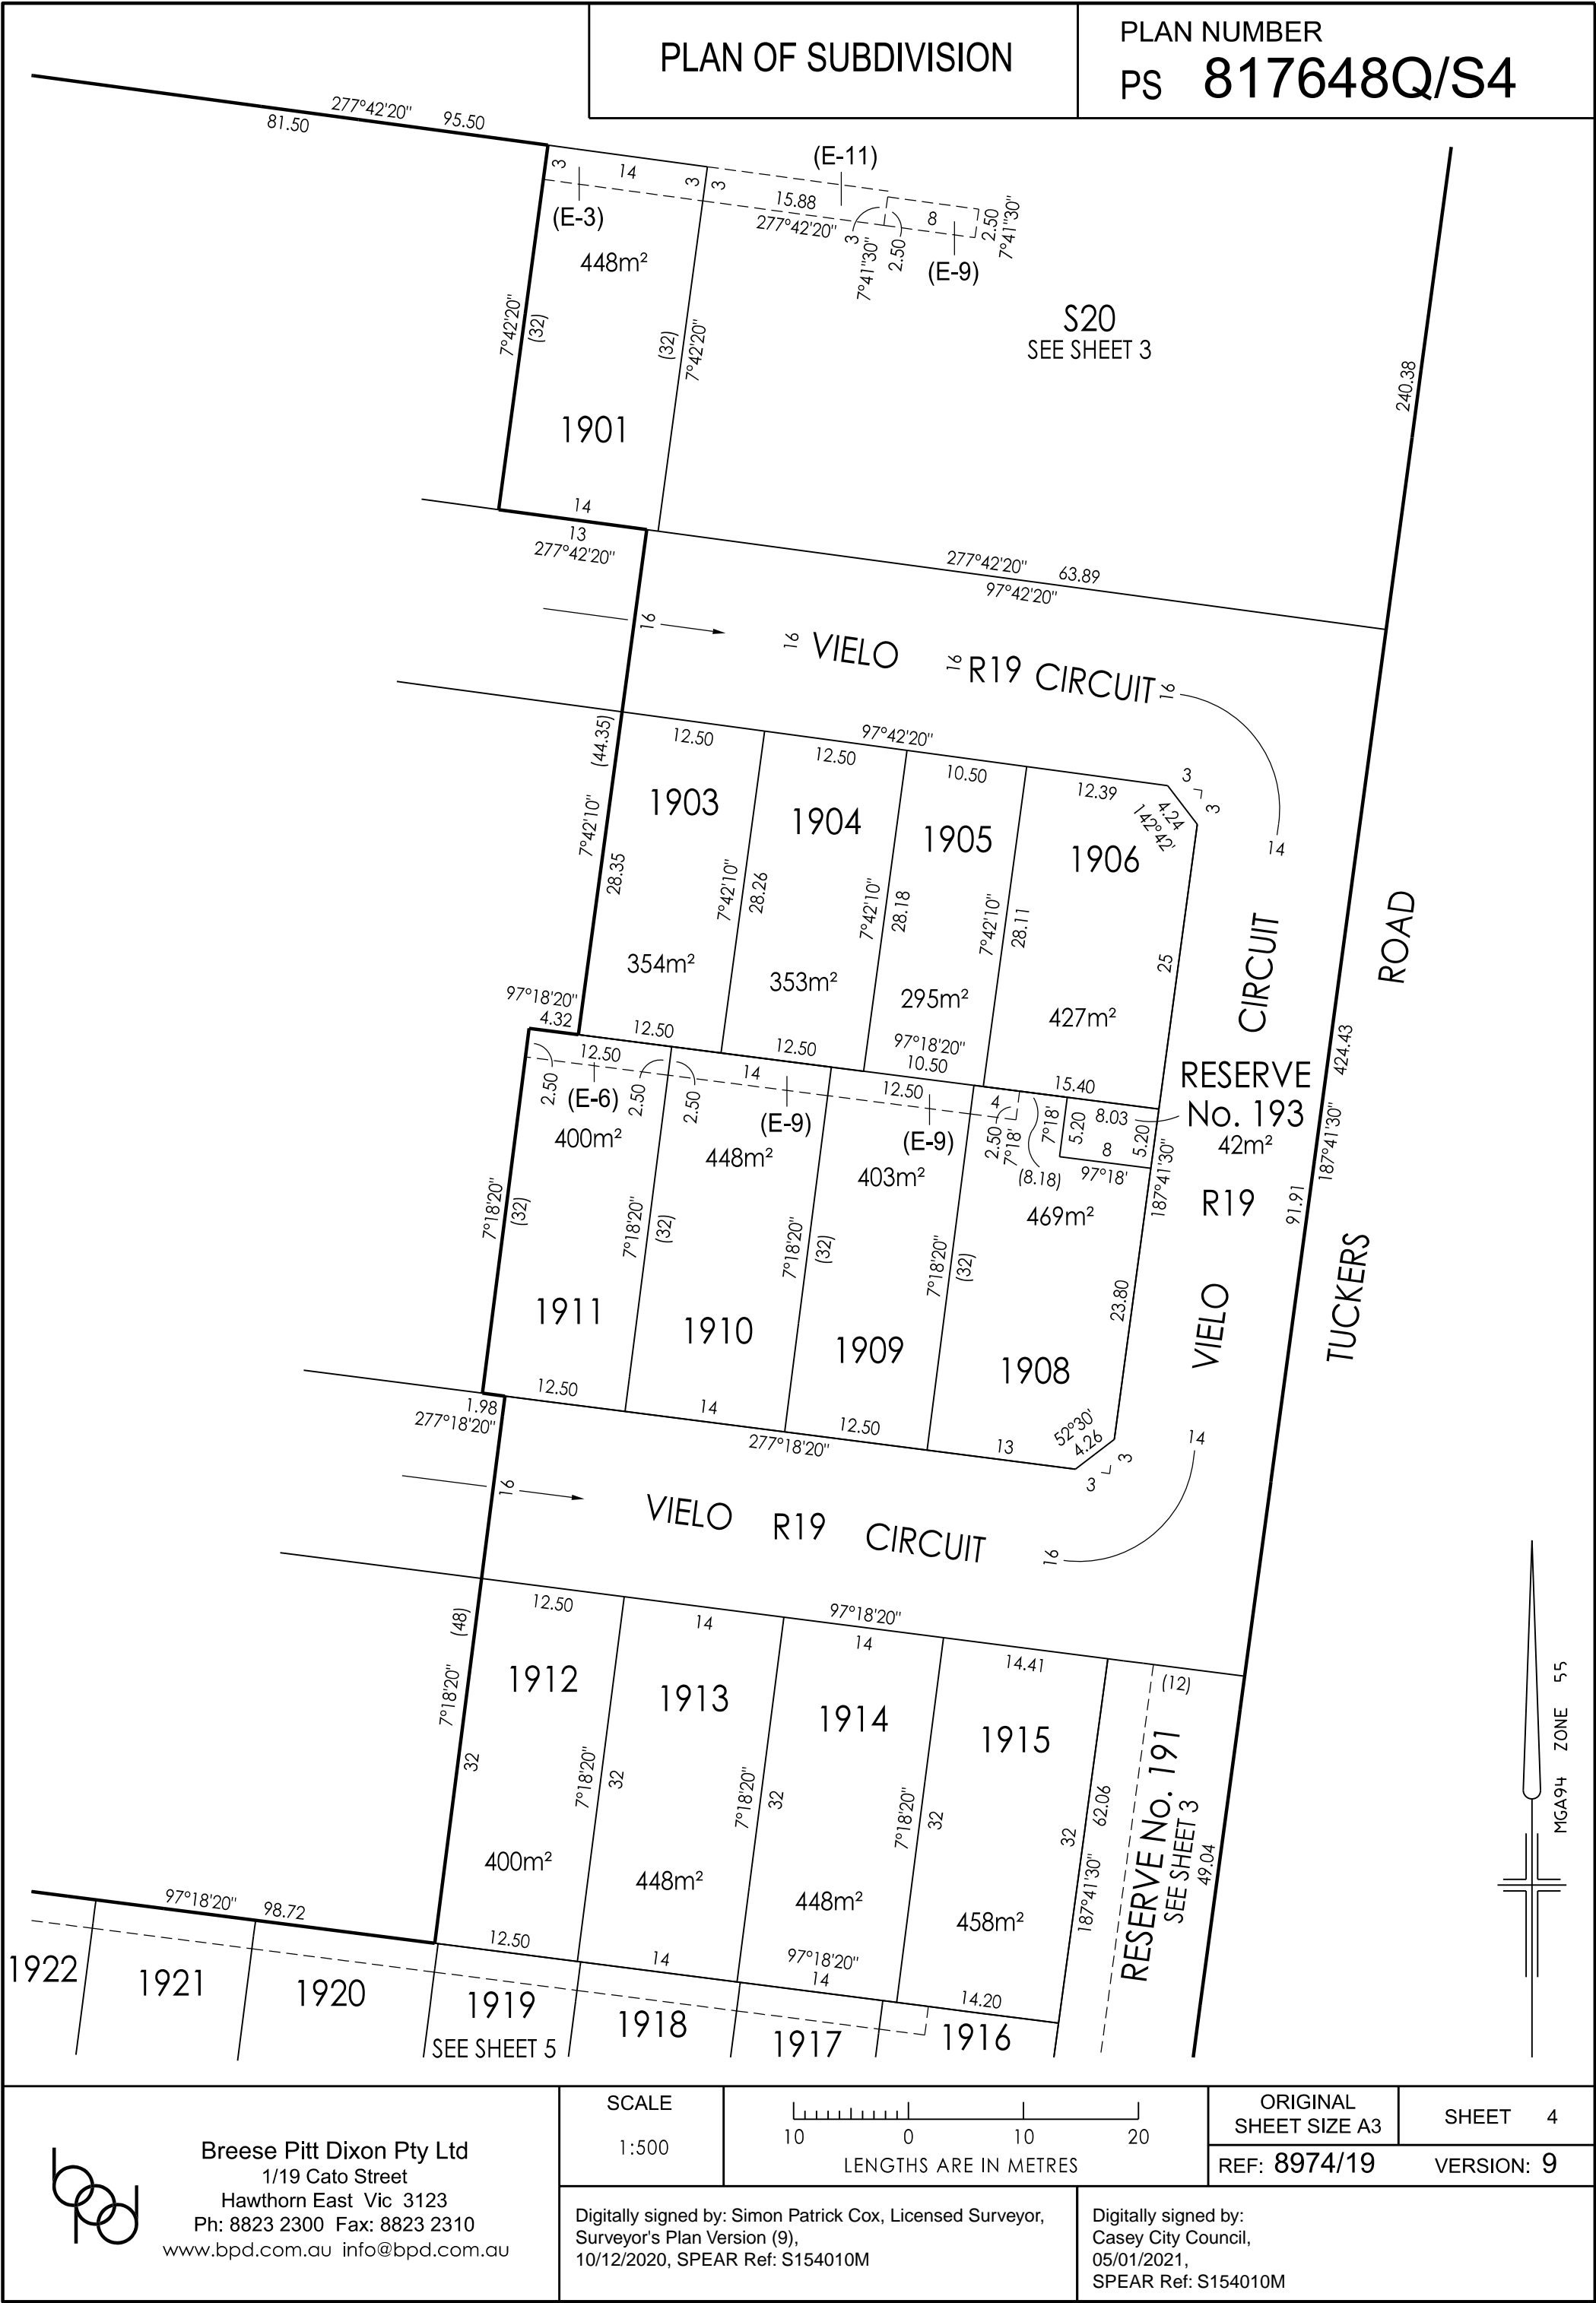 PLAN OF SUBDIVISION
PLAN NUMBER
PS 817648Q/S4
277°42'20" 95.50
81.50
3
14
3
3
(E-11)
(E-3)
15.88
277°42'20"
3
7°41"30"
2.50
8
2.50
7°41"30"
(E-9)
448m²
7°42'20"
(32)
(32)
7°42'20"
1901
S20
SEE SHEET 3
240.38
14
13
277°42'20"
277°42'20" 63.89
97°42'20"
16
16
VIELO
16
R19 CIRCUIT
16
14
(44.35)
7°42'10"
28.35
12.50
12.50
97°42'20"
10.50
12.39
3
3
4.24
142°42'
1903
1904
1905
1906
7°42'10"
28.26
7°42'10"
28.18
7°42'10"
28.11
25
354m²
353m²
295m²
427m²
CIRCUIT
ROAD
424.43
187°41'30"
91.91
97°18'20"
4.32
12.50
12.50
97°18'20"
10.50
15.40
RESERVE
No. 193
42m²
12.50
14
12.50
4
8.03
2.50
(E-6)
2.50
2.50
(E-9)
(E-9)
2.50
7°18'
7°18'
5.20
8
5.20
(8.18)
97°18'
187°41'30"
400m²
448m²
403m²
469m²
R19
7°18'20"
(32)
7°18'20"
(32)
7°18'20"
(32)
7°18'20"
(32)
23.80
VIELO
TUCKERS
1911
1910
1909
1908
1.98
277°18'20"
12.50
14
277°18'20"
12.50
13
52°30'
4.26
3
3
14
16
VIELO R19 CIRCUIT
16
(48)
7°18'20"
32
12.50
14
97°18'20"
14
14.41
(12)
1912
1913
1914
1915
7°18'20"
32
7°18'20"
32
7°18'20"
32
32
62.06
187°41'30"
RESERVE No. 191
SEE SHEET 3
49.04
400m²
448m²
448m²
458m²
97°18'20" 98.72
12.50
14
97°18'20"
14
14.20
1922
1921
1920
1919
SEE SHEET 5
1918
1917
1916
MGA94 ZONE 55
bpd
Breese Pitt Dixon Pty Ltd
1/19 Cato Street
Hawthorn East Vic 3123
Ph: 8823 2300 Fax: 8823 2310
www.bpd.com.au info@bpd.com.au
SCALE
1:500
10 0 10 20
LENGTHS ARE IN METRES
ORIGINAL
SHEET SIZE A3
SHEET 4
REF: 8974/19
VERSION: 9
Digitally signed by: Simon Patrick Cox, Licensed Surveyor,
Surveyor's Plan Version (9),
10/12/2020, SPEAR Ref: S154010M
Digitally signed by:
Casey City Council,
05/01/2021,
SPEAR Ref: S154010M